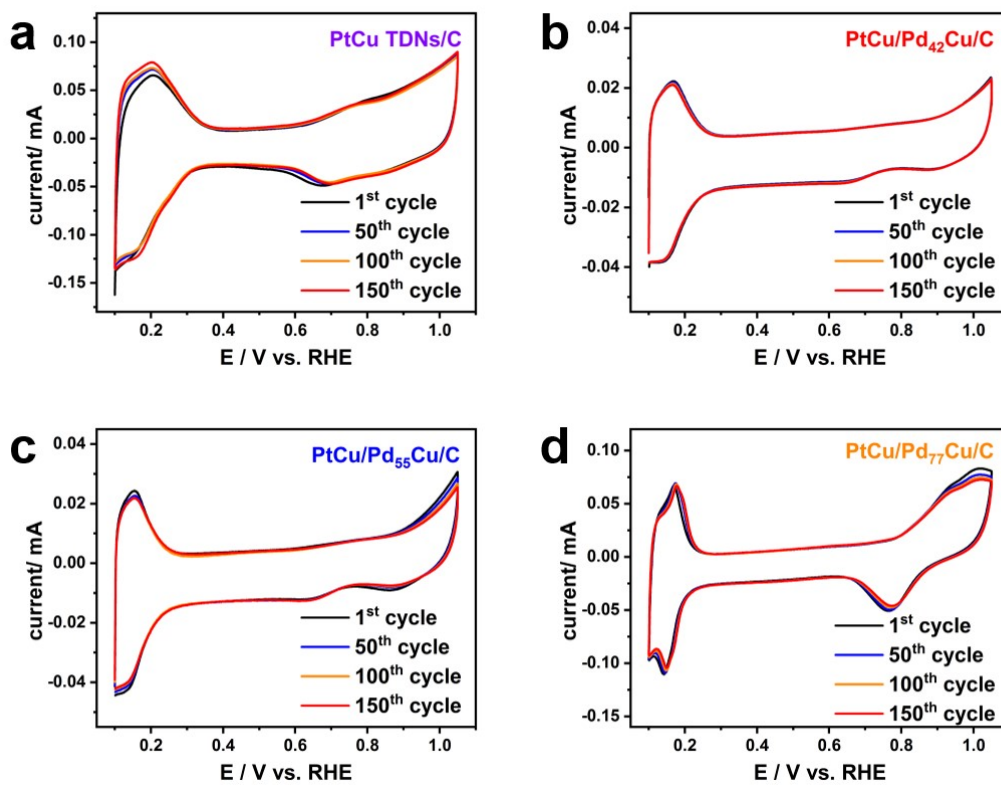 a
PtCu TDNs/C
0.10
0.05
0.00
-0.05
-0.10
-0.15
current/ mA
1st cycle
50th cycle
100th cycle
150th cycle
0.2 0.4 0.6 0.8 1.0
E / V vs. RHE
b
PtCu/Pd42Cu/C
0.04
0.02
0.00
-0.02
-0.04
current/ mA
1st cycle
50th cycle
100th cycle
150th cycle
0.2 0.4 0.6 0.8 1.0
E / V vs. RHE
c
PtCu/Pd55Cu/C
0.04
0.02
0.00
-0.02
-0.04
current/ mA
1st cycle
50th cycle
100th cycle
150th cycle
0.2 0.4 0.6 0.8 1.0
E / V vs. RHE
d
PtCu/Pd77Cu/C
0.10
0.05
0.00
-0.05
-0.10
-0.15
current/ mA
1st cycle
50th cycle
100th cycle
150th cycle
0.2 0.4 0.6 0.8 1.0
E / V vs. RHE